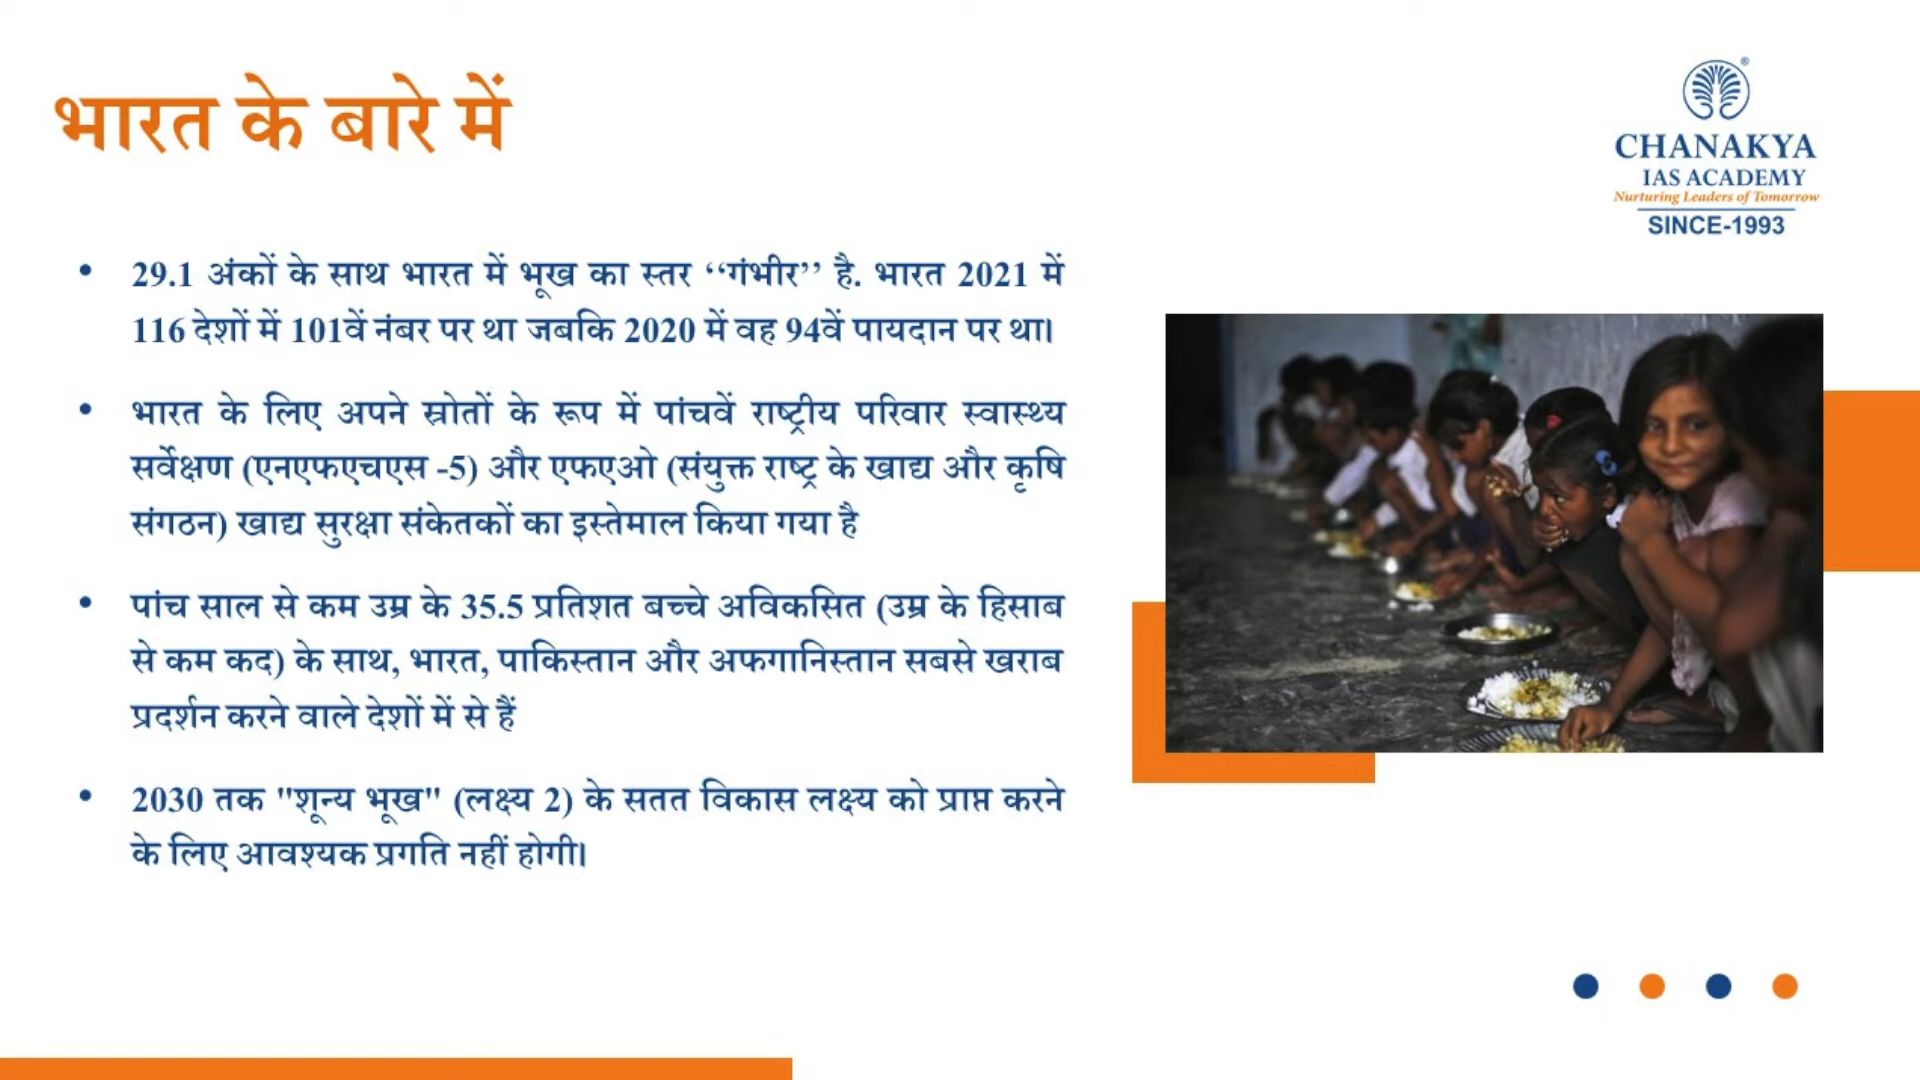 भारत के बारे में
®
CHANAKYA
IAS ACADEMY
Nurturing Leaders of Tomorrow
SINCE-1993
• 29.1 अंकों के साथ भारत में भूख का स्तर ‘‘गंभीर’’ है. भारत 2021 में
116 देशों में 101वें नंबर पर था जबकि 2020 में वह 94वें पायदान पर था।
• भारत के लिए अपने स्रोतों के रूप में पांचवें राष्ट्रीय परिवार स्वास्थ्य
सर्वेक्षण (एनएफएचएस -5) और एफएओ (संयुक्त राष्ट्र के खाद्य और कृषि
संगठन) खाद्य सुरक्षा संकेतकों का इस्तेमाल किया गया है
• पांच साल से कम उम्र के 35.5 प्रतिशत बच्चे अविकसित (उम्र के हिसाब
से कम कद) के साथ, भारत, पाकिस्तान और अफगानिस्तान सबसे खराब
प्रदर्शन करने वाले देशों में से हैं
• 2030 तक "शून्य भूख" (लक्ष्य 2) के सतत विकास लक्ष्य को प्राप्त करने
के लिए आवश्यक प्रगति नहीं होगी।